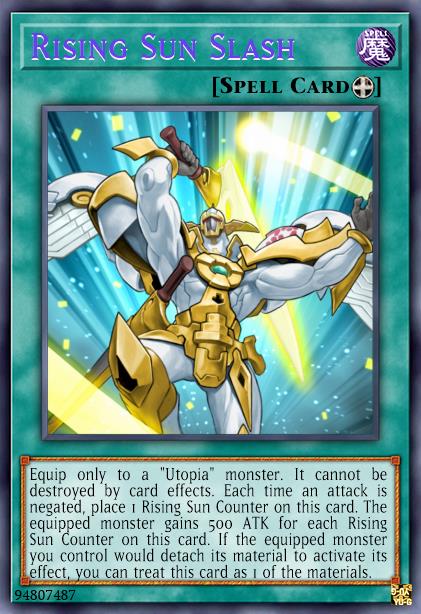 Rising Sun Slash
SPELL
魔
[Spell Card]
Equip only to a "Utopia" monster. It cannot be
destroyed by card effects. Each time an attack is
negated, place 1 Rising Sun Counter on this card. The
equipped monster gains 500 ATK for each Rising
Sun Counter on this card. If the equipped monster
you control would detach its material to activate its
effect, you can treat this card as 1 of the materials.
94807487